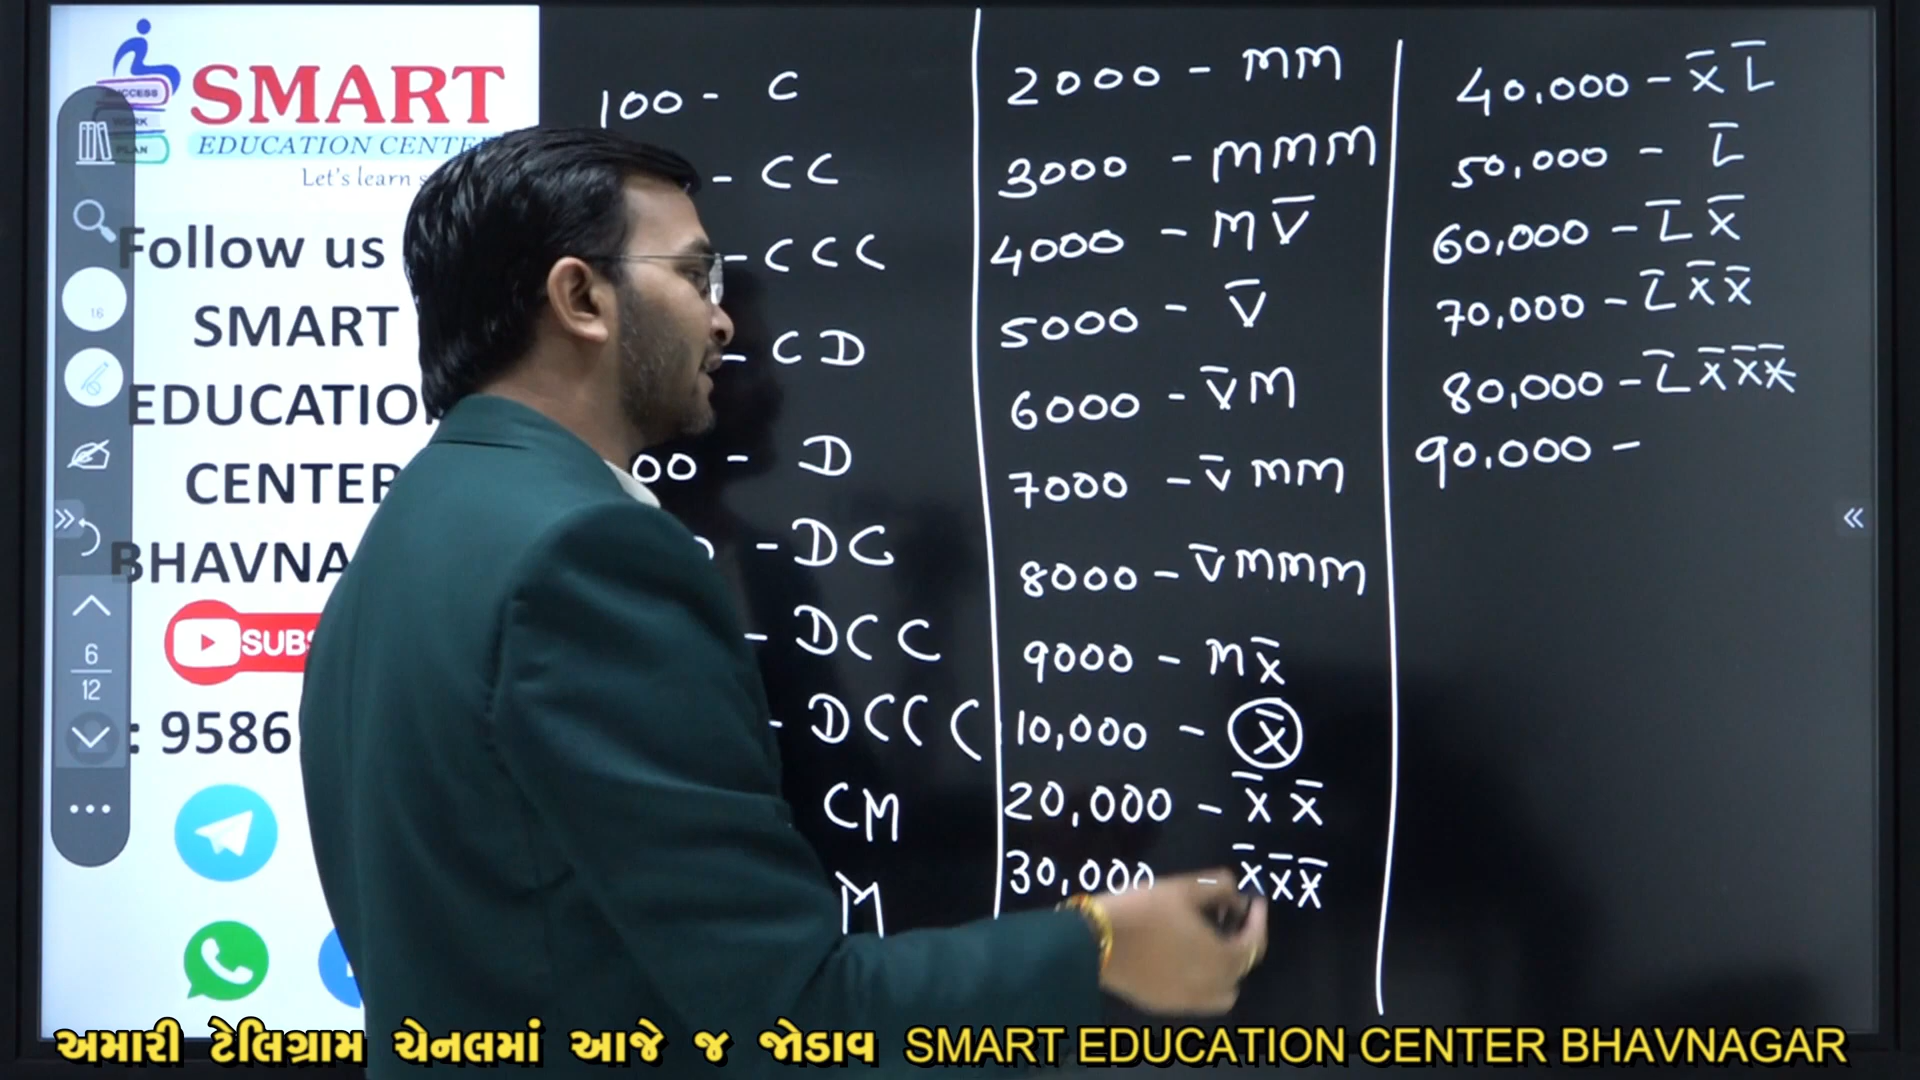 SUCCESS
WORK
PLAN
SMART
EDUCATION CENTER
Let's learn s
Follow us
SMART
EDUCATIO
CENTER
BHAVNA
SUBS
: 9586
16
6
12
100 - C
- CC
- CCC
- CD
00 - D
- DC
- DCC
- DCCC
CM
M
2000 - MM
3000 - MMM
4000 - MV̅
5000 - V̅
6000 - V̅M
7000 - V̅MM
8000 - V̅MMM
9000 - MX̅
10,000 - X̅
20,000 - X̅X̅
30,000 - X̅X̅X̅
40,000 - X̅L̅
50,000 - L̅
60,000 - L̅X̅
70,000 - L̅X̅X̅
80,000 - L̅X̅X̅X̅
90,000 -
અમારી ટેલિગ્રામ ચેનલમાં આજે જ જોડાવ SMART EDUCATION CENTER BHAVNAGAR